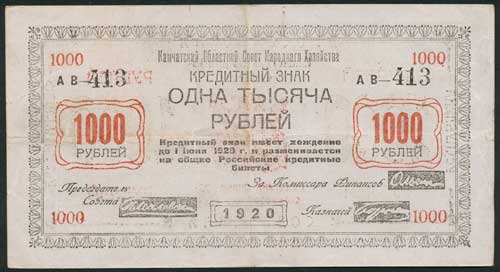 1000 Камчатский Областной Совет Народного Хозяйства 1000
АВ—413 КРЕДИТНЫЙ ЗНАК АВ—413
ОДНА ТЫСЯЧА
РУБЛЕЙ
1000
РУБЛЕЙ
1000
РУБЛЕЙ
Кредитный знак имеет хождение
до 1 июня 1920 г. и разменивается
на общие Российские кредитные
билеты.
Председатель
Совета
За Комиссара Финансов
Казначей
1000 1920 1000